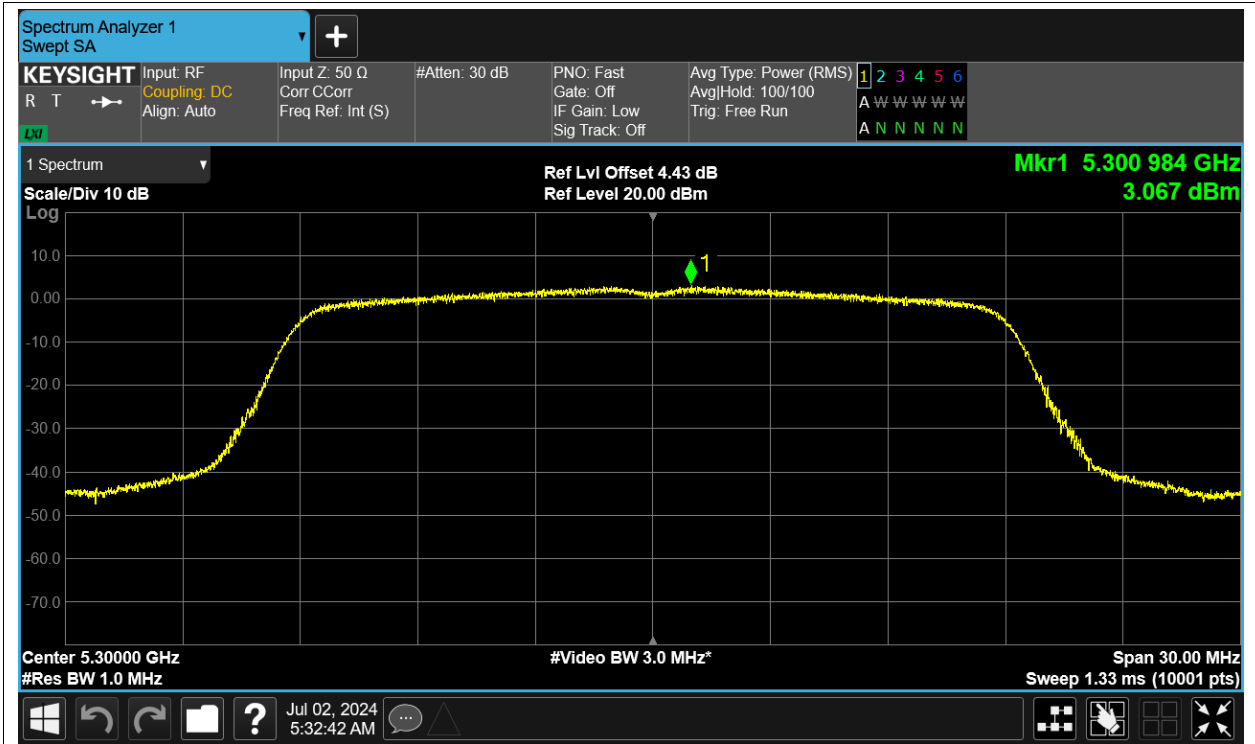 Spectrum Analyzer 1
Swept SA
+
KEYSIGHT
R T
LXI
Input: RF
Coupling: DC
Align: Auto
Input Z: 50 Ω
Corr CCorr
Freq Ref: Int (S)
#Atten: 30 dB
PNO: Fast
Gate: Off
IF Gain: Low
Sig Track: Off
Avg Type: Power (RMS)
Avg|Hold: 100/100
Trig: Free Run
1 2 3 4 5 6
A W W W W W
A N N N N N
1 Spectrum
Scale/Div 10 dB
Log
Ref Lvl Offset 4.43 dB
Ref Level 20.00 dBm
Mkr1 5.300 984 GHz
3.067 dBm
1
10.0
0.00
-10.0
-20.0
-30.0
-40.0
-50.0
-60.0
-70.0
Center 5.30000 GHz
#Res BW 1.0 MHz
#Video BW 3.0 MHz*
Span 30.00 MHz
Sweep 1.33 ms (10001 pts)
?
Jul 02, 2024
5:32:42 AM